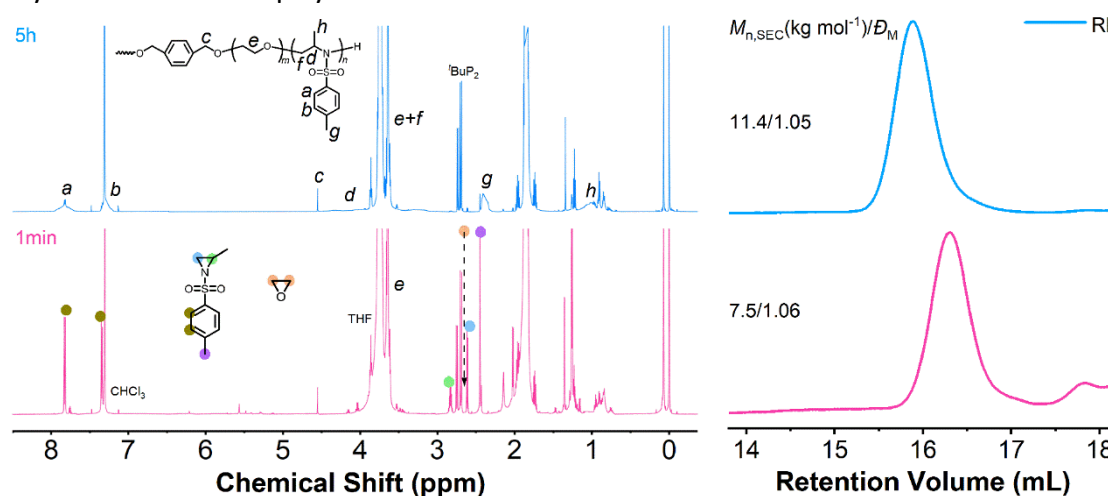 5h
c
O
O
e
O
m
f
d
h
N
n
H
O=S=O
a
b
g
ᵗBuP₂
a
b
c
d
e+f
g
h
1min
N
O=S=O
O
CHCl₃
THF
e
8
7
6
5
4
3
2
1
0
Chemical Shift (ppm)
Mn,SEC(kg mol⁻¹)/ĐM
11.4/1.05
7.5/1.06
14
15
16
17
Retention Volume (mL)